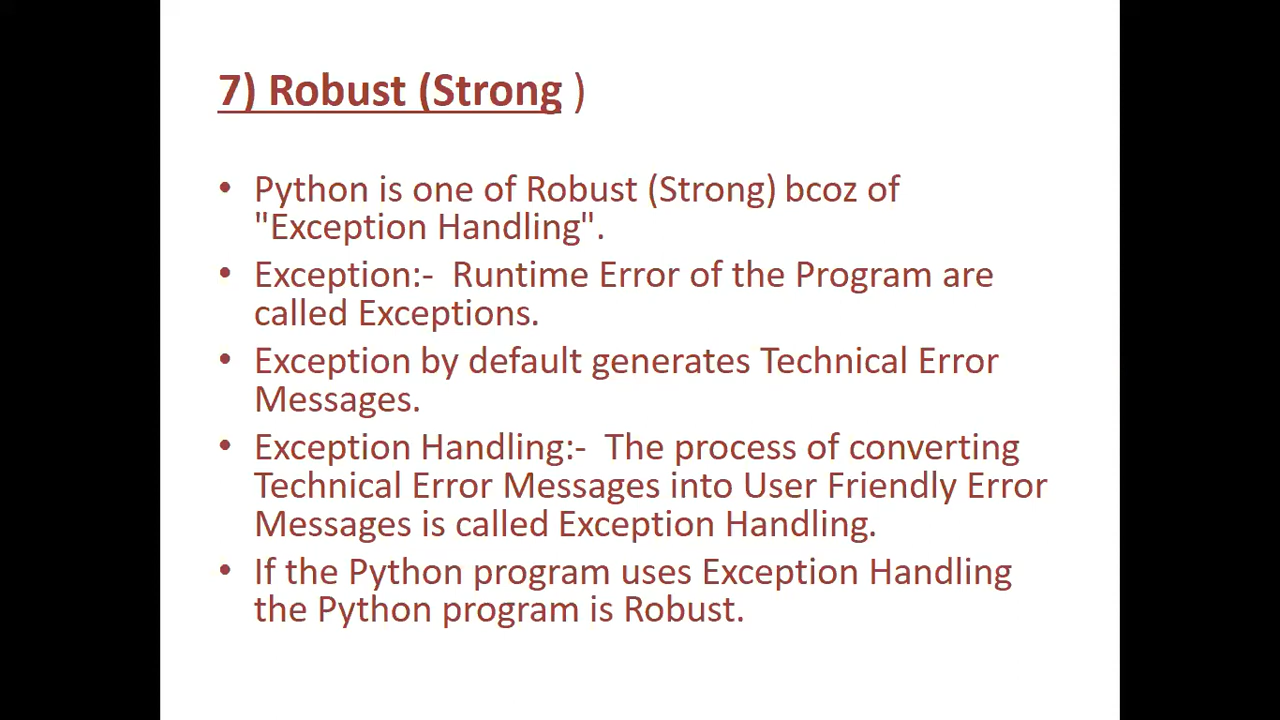 7) Robust (Strong )
• Python is one of Robust (Strong) bcoz of
"Exception Handling".
• Exception:-  Runtime Error of the Program are
called Exceptions.
• Exception by default generates Technical Error
Messages.
• Exception Handling:-  The process of converting
Technical Error Messages into User Friendly Error
Messages is called Exception Handling.
• If the Python program uses Exception Handling
the Python program is Robust.